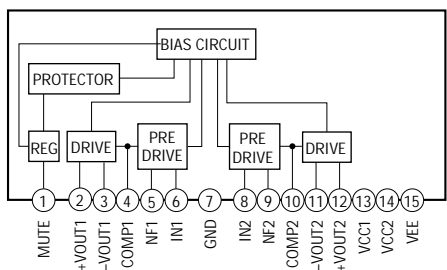 BIAS CIRCUIT
PROTECTOR
REG
DRIVE
PRE
DRIVE
PRE
DRIVE
DRIVE
1 2 3 4 5 6 7 8 9 10 11 12 13 14 15
MUTE
+VOUT1
−VOUT1
COMP1
NF1
IN1
GND
IN2
NF2
COMP2
−VOUT2
+VOUT2
VCC1
VCC2
VEE